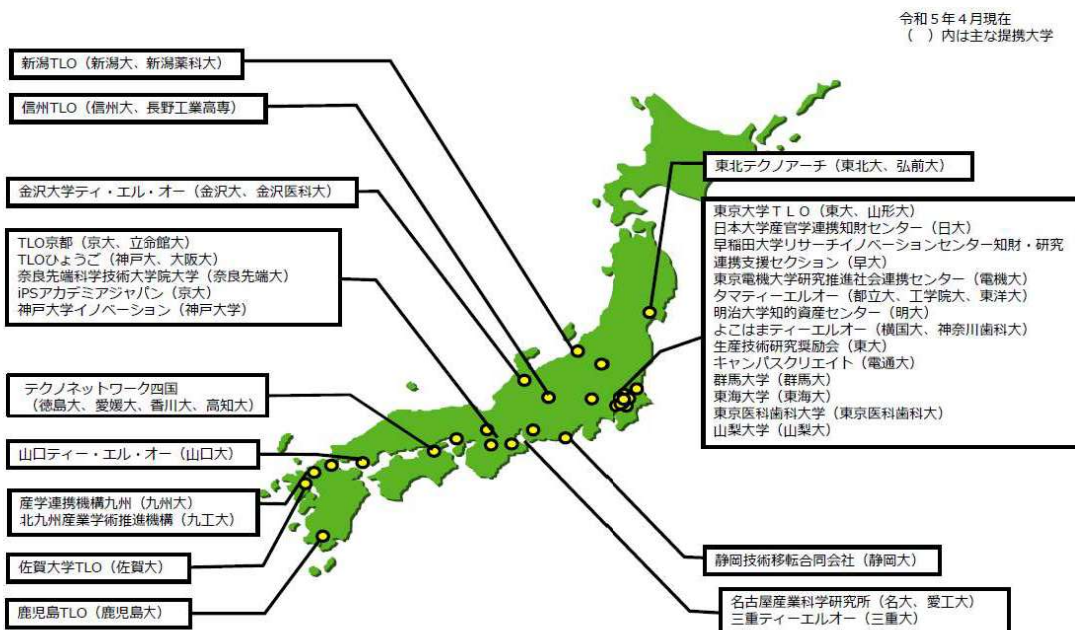 令和5年4月現在
（　）内は主な提携大学
新潟TLO（新潟大、新潟薬科大）
信州TLO（信州大、長野工業高専）
金沢大学ティ・エル・オー（金沢大、金沢医科大）
TLO京都（京大、立命館大）
TLOひょうご（神戸大、大阪大）
奈良先端科学技術大学院大学（奈良先端大）
iPSアカデミアジャパン（京大）
神戸大学イノベーション（神戸大学）
テクノネットワーク四国
（徳島大、愛媛大、香川大、高知大）
山口ティー・エル・オー（山口大）
産学連携機構九州（九州大）
北九州産業学術推進機構（九工大）
佐賀大学TLO（佐賀大）
鹿児島TLO（鹿児島大）
東北テクノアーチ（東北大、弘前大）
東京大学ＴＬＯ（東大、山形大）
日本大学産官学連携知財センター（日大）
早稲田大学リサーチイノベーションセンター知財・研究
連携支援セクション（早大）
東京電機大学研究推進社会連携センター（電機大）
タマティーエルオー（都立大、工学院大、東洋大）
明治大学知的資産センター（明大）
よこはまティーエルオー（横国大、神奈川歯科大）
生産技術研究奨励会（東大）
キャンパスクリエイト（電通大）
群馬大学（群馬大）
東海大学（東海大）
東京医科歯科大学（東京医科歯科大）
山梨大学（山梨大）
静岡技術移転合同会社（静岡大）
名古屋産業科学研究所（名大、愛工大）
三重ティーエルオー（三重大）